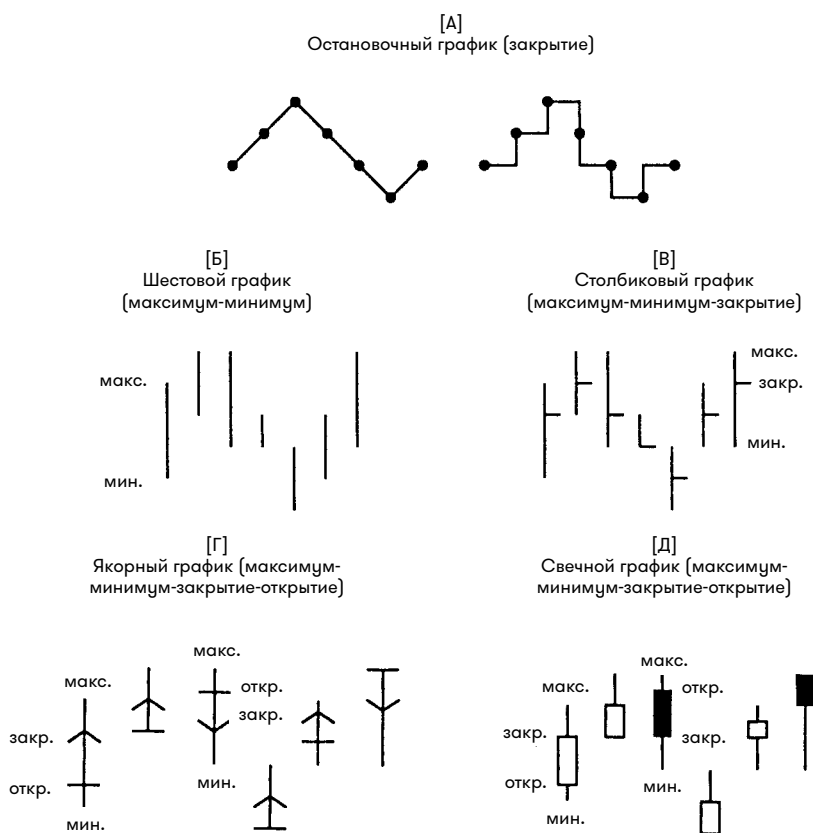 [А]
Остановочный график (закрытие)
[Б]
Шестовой график
(максимум-минимум)
макс.
мин.
[В]
Столбиковый график
(максимум-минимум-закрытие)
макс.
закр.
мин.
[Г]
Якорный график (максимум-
минимум-закрытие-открытие)
макс.
закр.
откр.
мин.
макс.
откр.
закр.
мин.
[Д]
Свечной график (максимум-
минимум-закрытие-открытие)
макс.
закр.
откр.
мин.
макс.
откр.
закр.
мин.